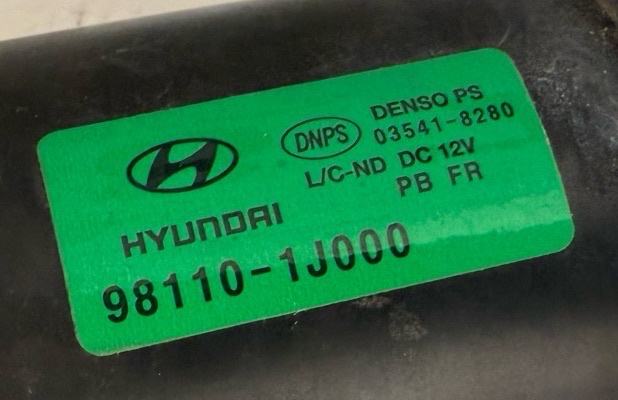 DNPS
DENSO PS
03541-8280
L/C-ND DC 12V
PB FR
HYUNDAI
98110-1J000